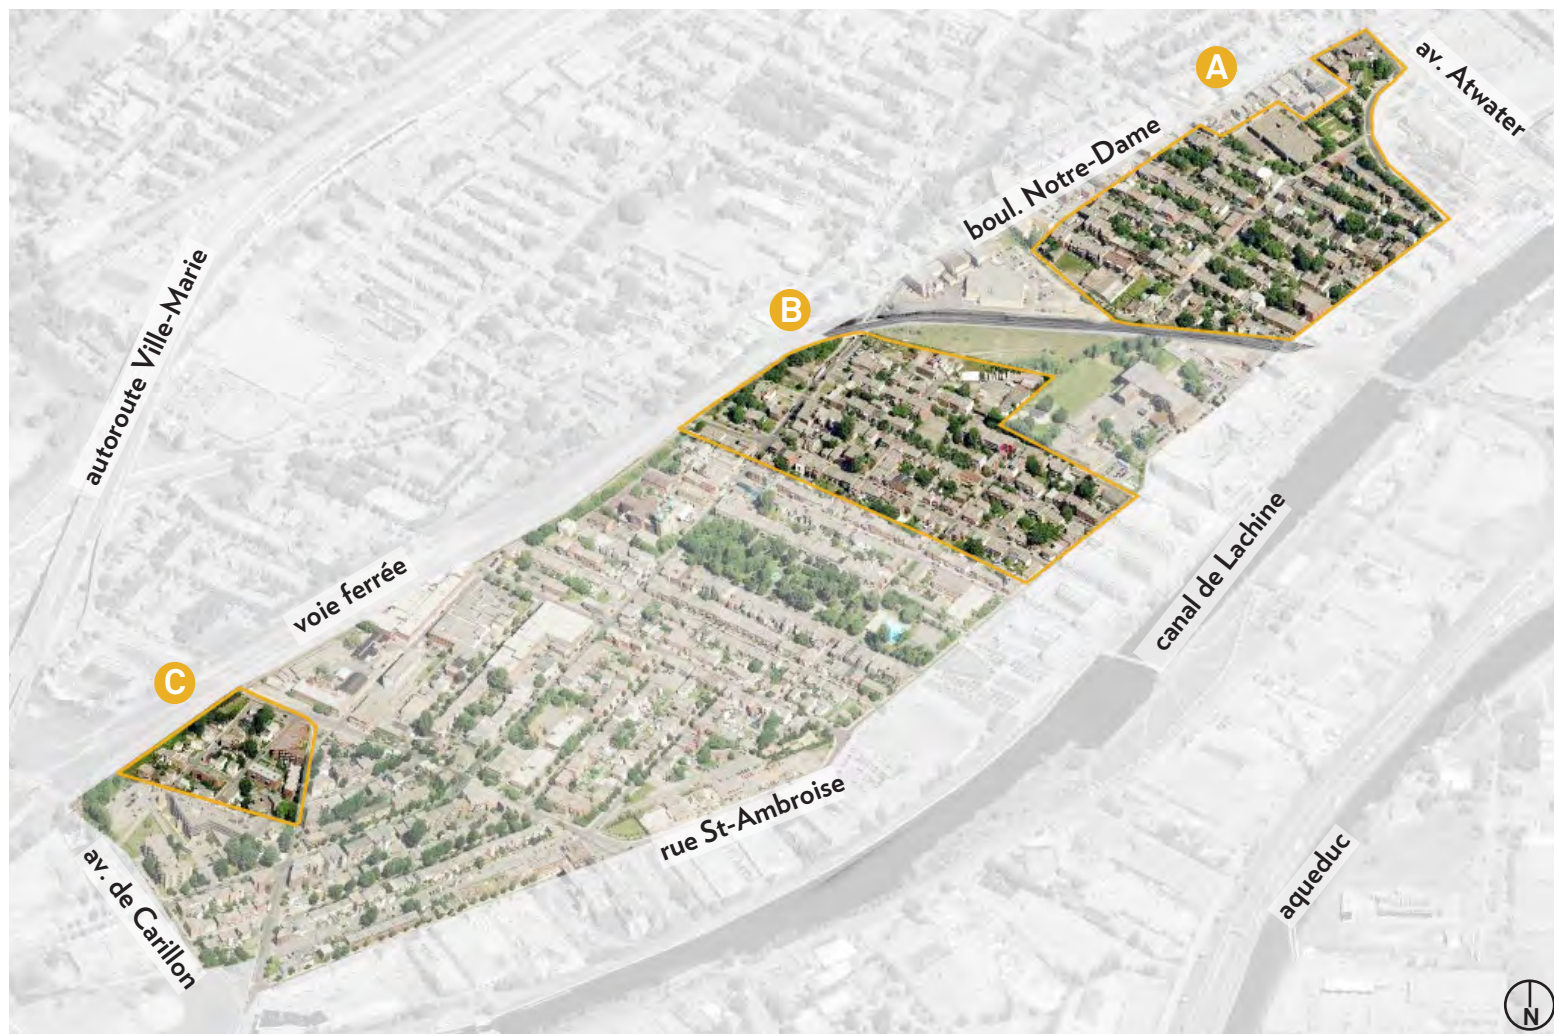 A
av. Atwater
boul. Notre-Dame
B
autoroute Ville-Marie
voie ferrée
canal de Lachine
C
rue St-Ambroise
av. de Carillon
aqueduc
N